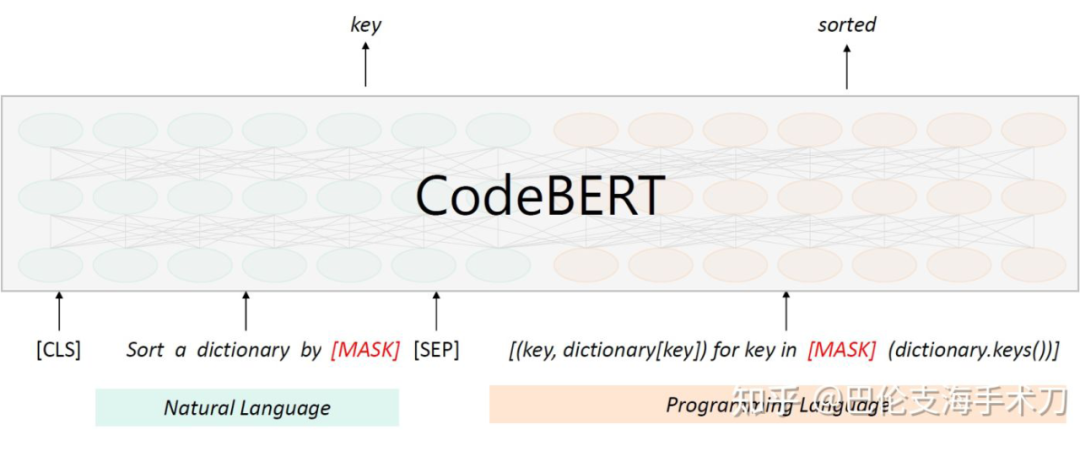 key
sorted
CodeBERT
[CLS] Sort a dictionary by [MASK] [SEP] [(key, dictionary[key]) for key in [MASK] (dictionary.keys())]
Natural Language
Programming Language
知乎 @巴伦支海手术刀